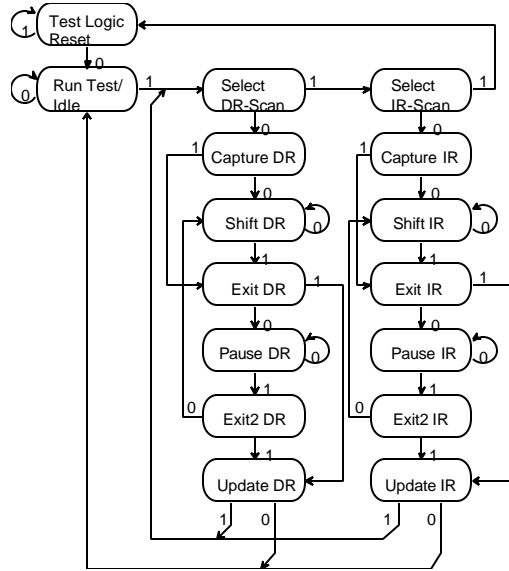 Test Logic
Reset
1
0
Run Test/
Idle
0
1
Select
DR-Scan
1
Select
IR-Scan
1
0
0
1
Capture DR
1
Capture IR
0
0
Shift DR
0
Shift IR
0
1
1
Exit DR
1
Exit IR
1
0
0
Pause DR
0
Pause IR
0
1
1
0
Exit2 DR
0
Exit2 IR
1
1
Update DR
Update IR
1
0
1
0